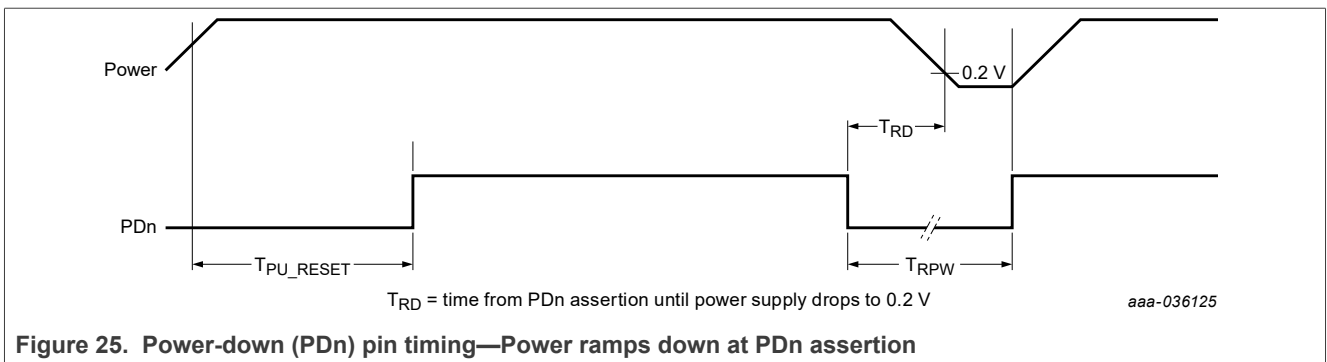 Power
0.2 V
TRD
PDn
TPU_RESET
TRPW
TRD = time from PDn assertion until power supply drops to 0.2 V
aaa-036125
Figure 25. Power-down (PDn) pin timing—Power ramps down at PDn assertion